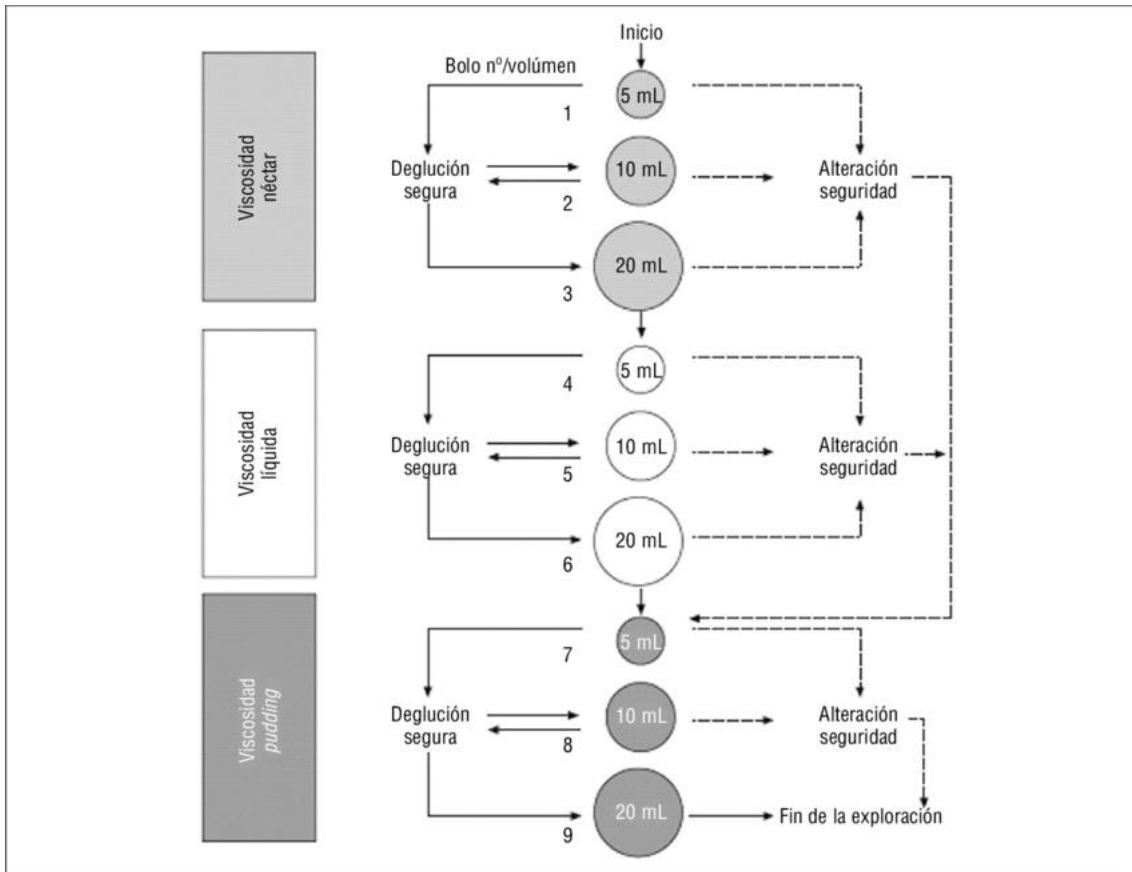 Inicio
Bolo nº/volúmen
5 mL
1
Viscosidad
néctar
Deglución
segura
10 mL
Alteración
seguridad
2
20 mL
3
5 mL
4
Viscosidad
líquida
Deglución
segura
10 mL
Alteración
seguridad
5
20 mL
6
5 mL
7
Viscosidad
pudding
Deglución
segura
10 mL
Alteración
seguridad
8
20 mL
Fin de la exploración
9